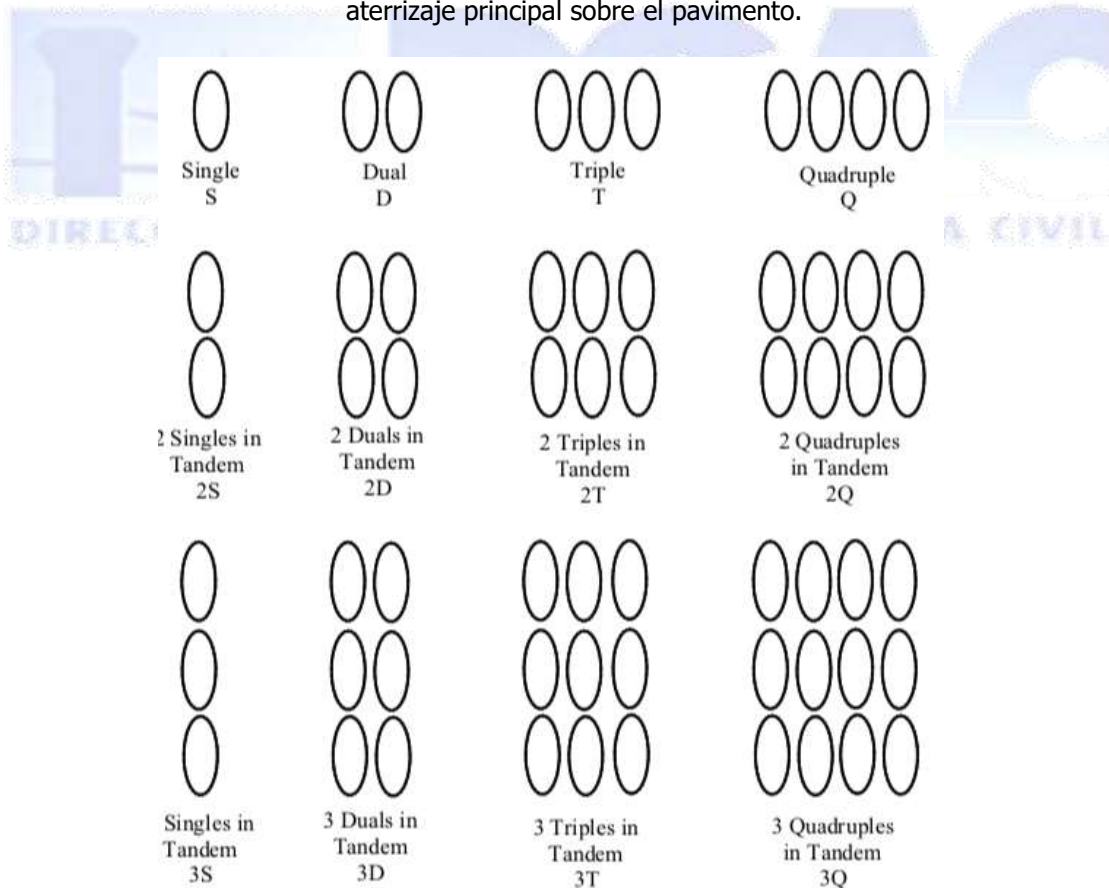 aterrizaje principal sobre el pavimento.
Single
S
Dual
D
Triple
T
Quadruple
Q
DIREC
A CIVIL
2 Singles in
Tandem
2S
2 Duals in
Tandem
2D
2 Triples in
Tandem
2T
2 Quadruples
in Tandem
2Q
Singles in
Tandem
3S
3 Duals in
Tandem
3D
3 Triples in
Tandem
3T
3 Quadruples
in Tandem
3Q